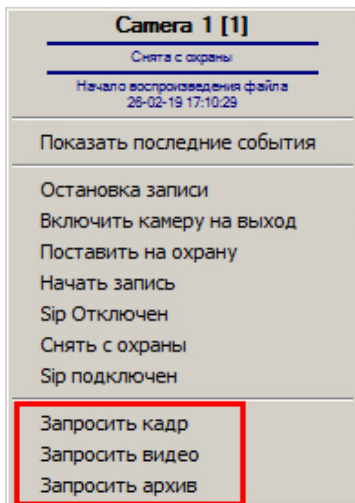 Camera 1 [1]
Снята с охраны
Начало воспроизведения файла
26-02-19 17:10:29
Показать последние события
Остановка записи
Включить камеру на выход
Поставить на охрану
Начать запись
Sip Отключен
Снять с охраны
Sip подключен
Запросить кадр
Запросить видео
Запросить архив